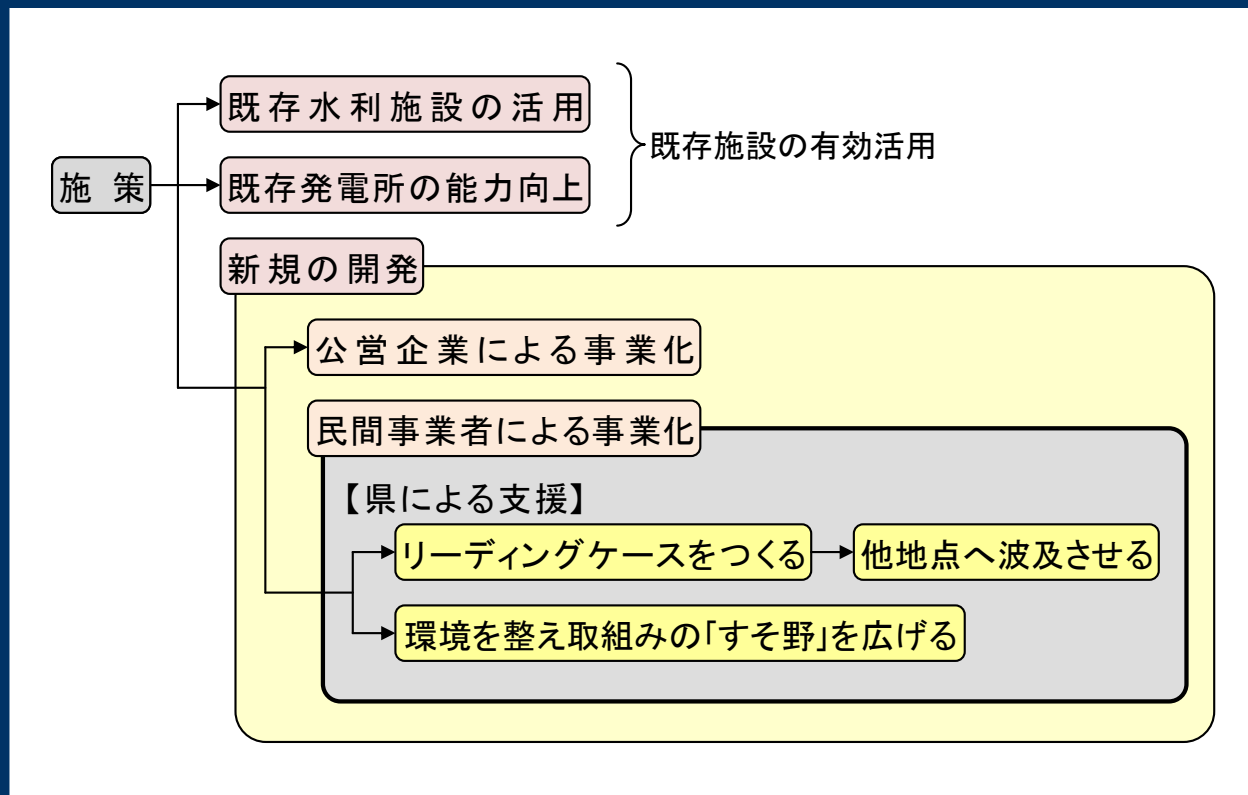 既存水利施設の活用
既存施設の有効活用
施策
既存発電所の能力向上
新規の開発
公営企業による事業化
民間事業者による事業化
【県による支援】
リーディングケースをつくる
他地点へ波及させる
環境を整え取組みの「すそ野」を広げる